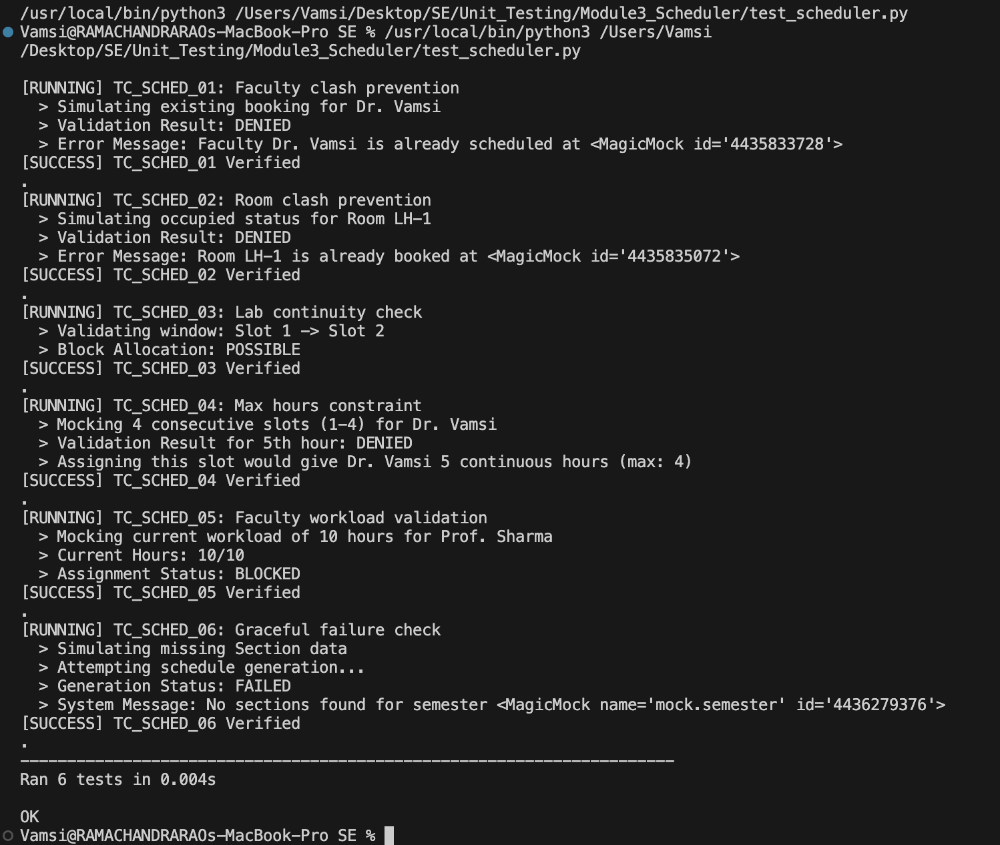 /usr/local/bin/python3 /Users/Vamsi/Desktop/SE/Unit_Testing/Module3_Scheduler/test_scheduler.py
Vamsi@RAMACHANDRARAOs-MacBook-Pro SE % /usr/local/bin/python3 /Users/Vamsi
/Desktop/SE/Unit_Testing/Module3_Scheduler/test_scheduler.py

[RUNNING] TC_SCHED_01: Faculty clash prevention
  > Simulating existing booking for Dr. Vamsi
  > Validation Result: DENIED
  > Error Message: Faculty Dr. Vamsi is already scheduled at <MagicMock id='4435833728'>
[SUCCESS] TC_SCHED_01 Verified
.
[RUNNING] TC_SCHED_02: Room clash prevention
  > Simulating occupied status for Room LH-1
  > Validation Result: DENIED
  > Error Message: Room LH-1 is already booked at <MagicMock id='4435835072'>
[SUCCESS] TC_SCHED_02 Verified
.
[RUNNING] TC_SCHED_03: Lab continuity check
  > Validating window: Slot 1 -> Slot 2
  > Block Allocation: POSSIBLE
[SUCCESS] TC_SCHED_03 Verified
.
[RUNNING] TC_SCHED_04: Max hours constraint
  > Mocking 4 consecutive slots (1-4) for Dr. Vamsi
  > Validation Result for 5th hour: DENIED
  > Assigning this slot would give Dr. Vamsi 5 continuous hours (max: 4)
[SUCCESS] TC_SCHED_04 Verified
.
[RUNNING] TC_SCHED_05: Faculty workload validation
  > Mocking current workload of 10 hours for Prof. Sharma
  > Current Hours: 10/10
  > Assignment Status: BLOCKED
[SUCCESS] TC_SCHED_05 Verified
.
[RUNNING] TC_SCHED_06: Graceful failure check
  > Simulating missing Section data
  > Attempting schedule generation...
  > Generation Status: FAILED
  > System Message: No sections found for semester <MagicMock name='mock.semester' id='4436279376'>
[SUCCESS] TC_SCHED_06 Verified
.
----------------------------------------------------------------------
Ran 6 tests in 0.004s

OK
Vamsi@RAMACHANDRARAOs-MacBook-Pro SE %